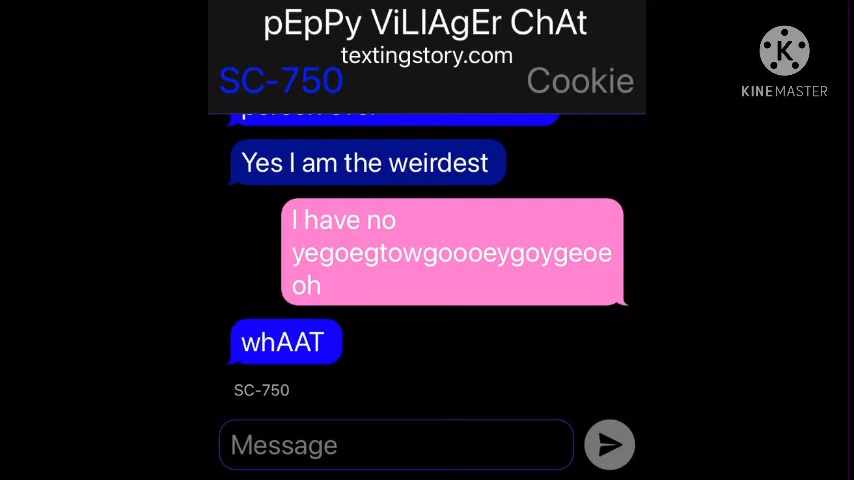 pEpPy ViLlAgEr ChAt
textingstory.com
SC-750 Cookie
KINEMASTER
Yes I am the weirdest
I have no
yegoegtowgoooeygoygeoe
oh
whAAT
SC-750
Message